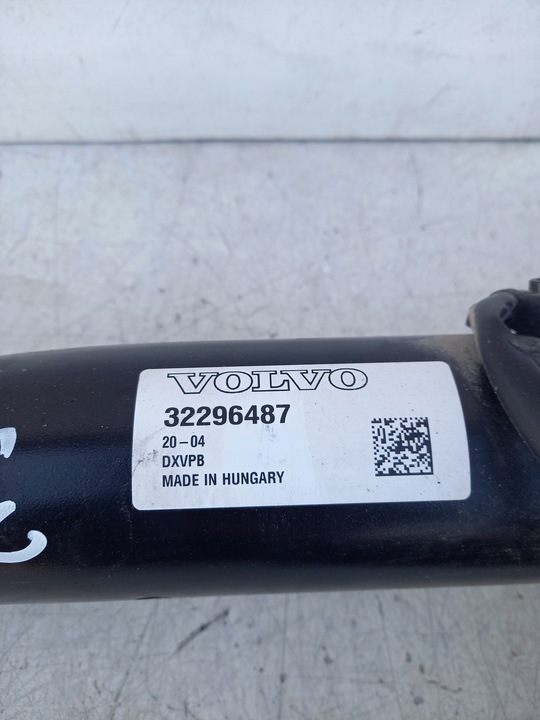 VOLVO
32296487
20-04
DXVPB
MADE IN HUNGARY